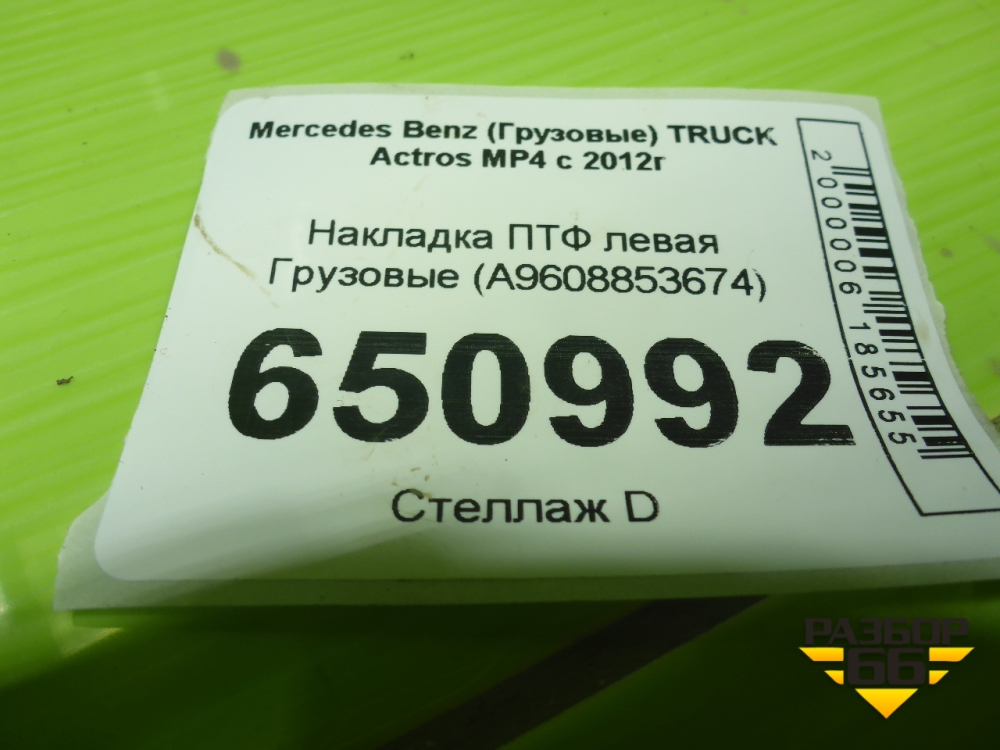 Mercedes Benz (Грузовые) TRUCK
Actros MP4 с 2012г
Накладка ПТФ левая
Грузовые (A9608853674)
650992
Стеллаж D
2000006185655
РАЗБОР
66